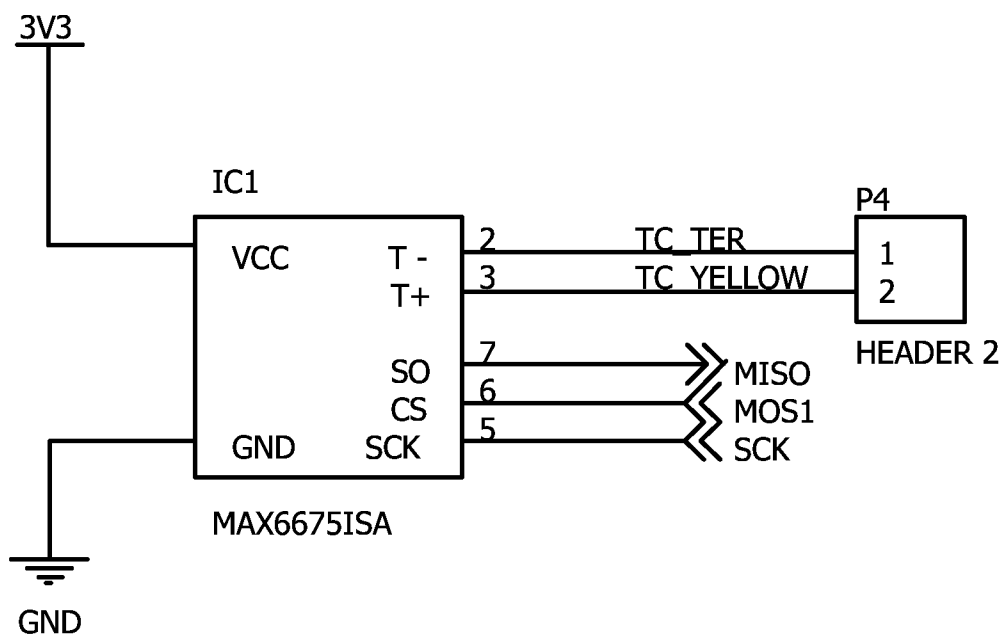 3V3
IC1
P4
VCC
T -
2
TC_TER
1
T+
3
TC_YELLOW
2
HEADER 2
SO
7
MISO
CS
6
MOS1
GND
SCK
5
SCK
MAX6675ISA
GND